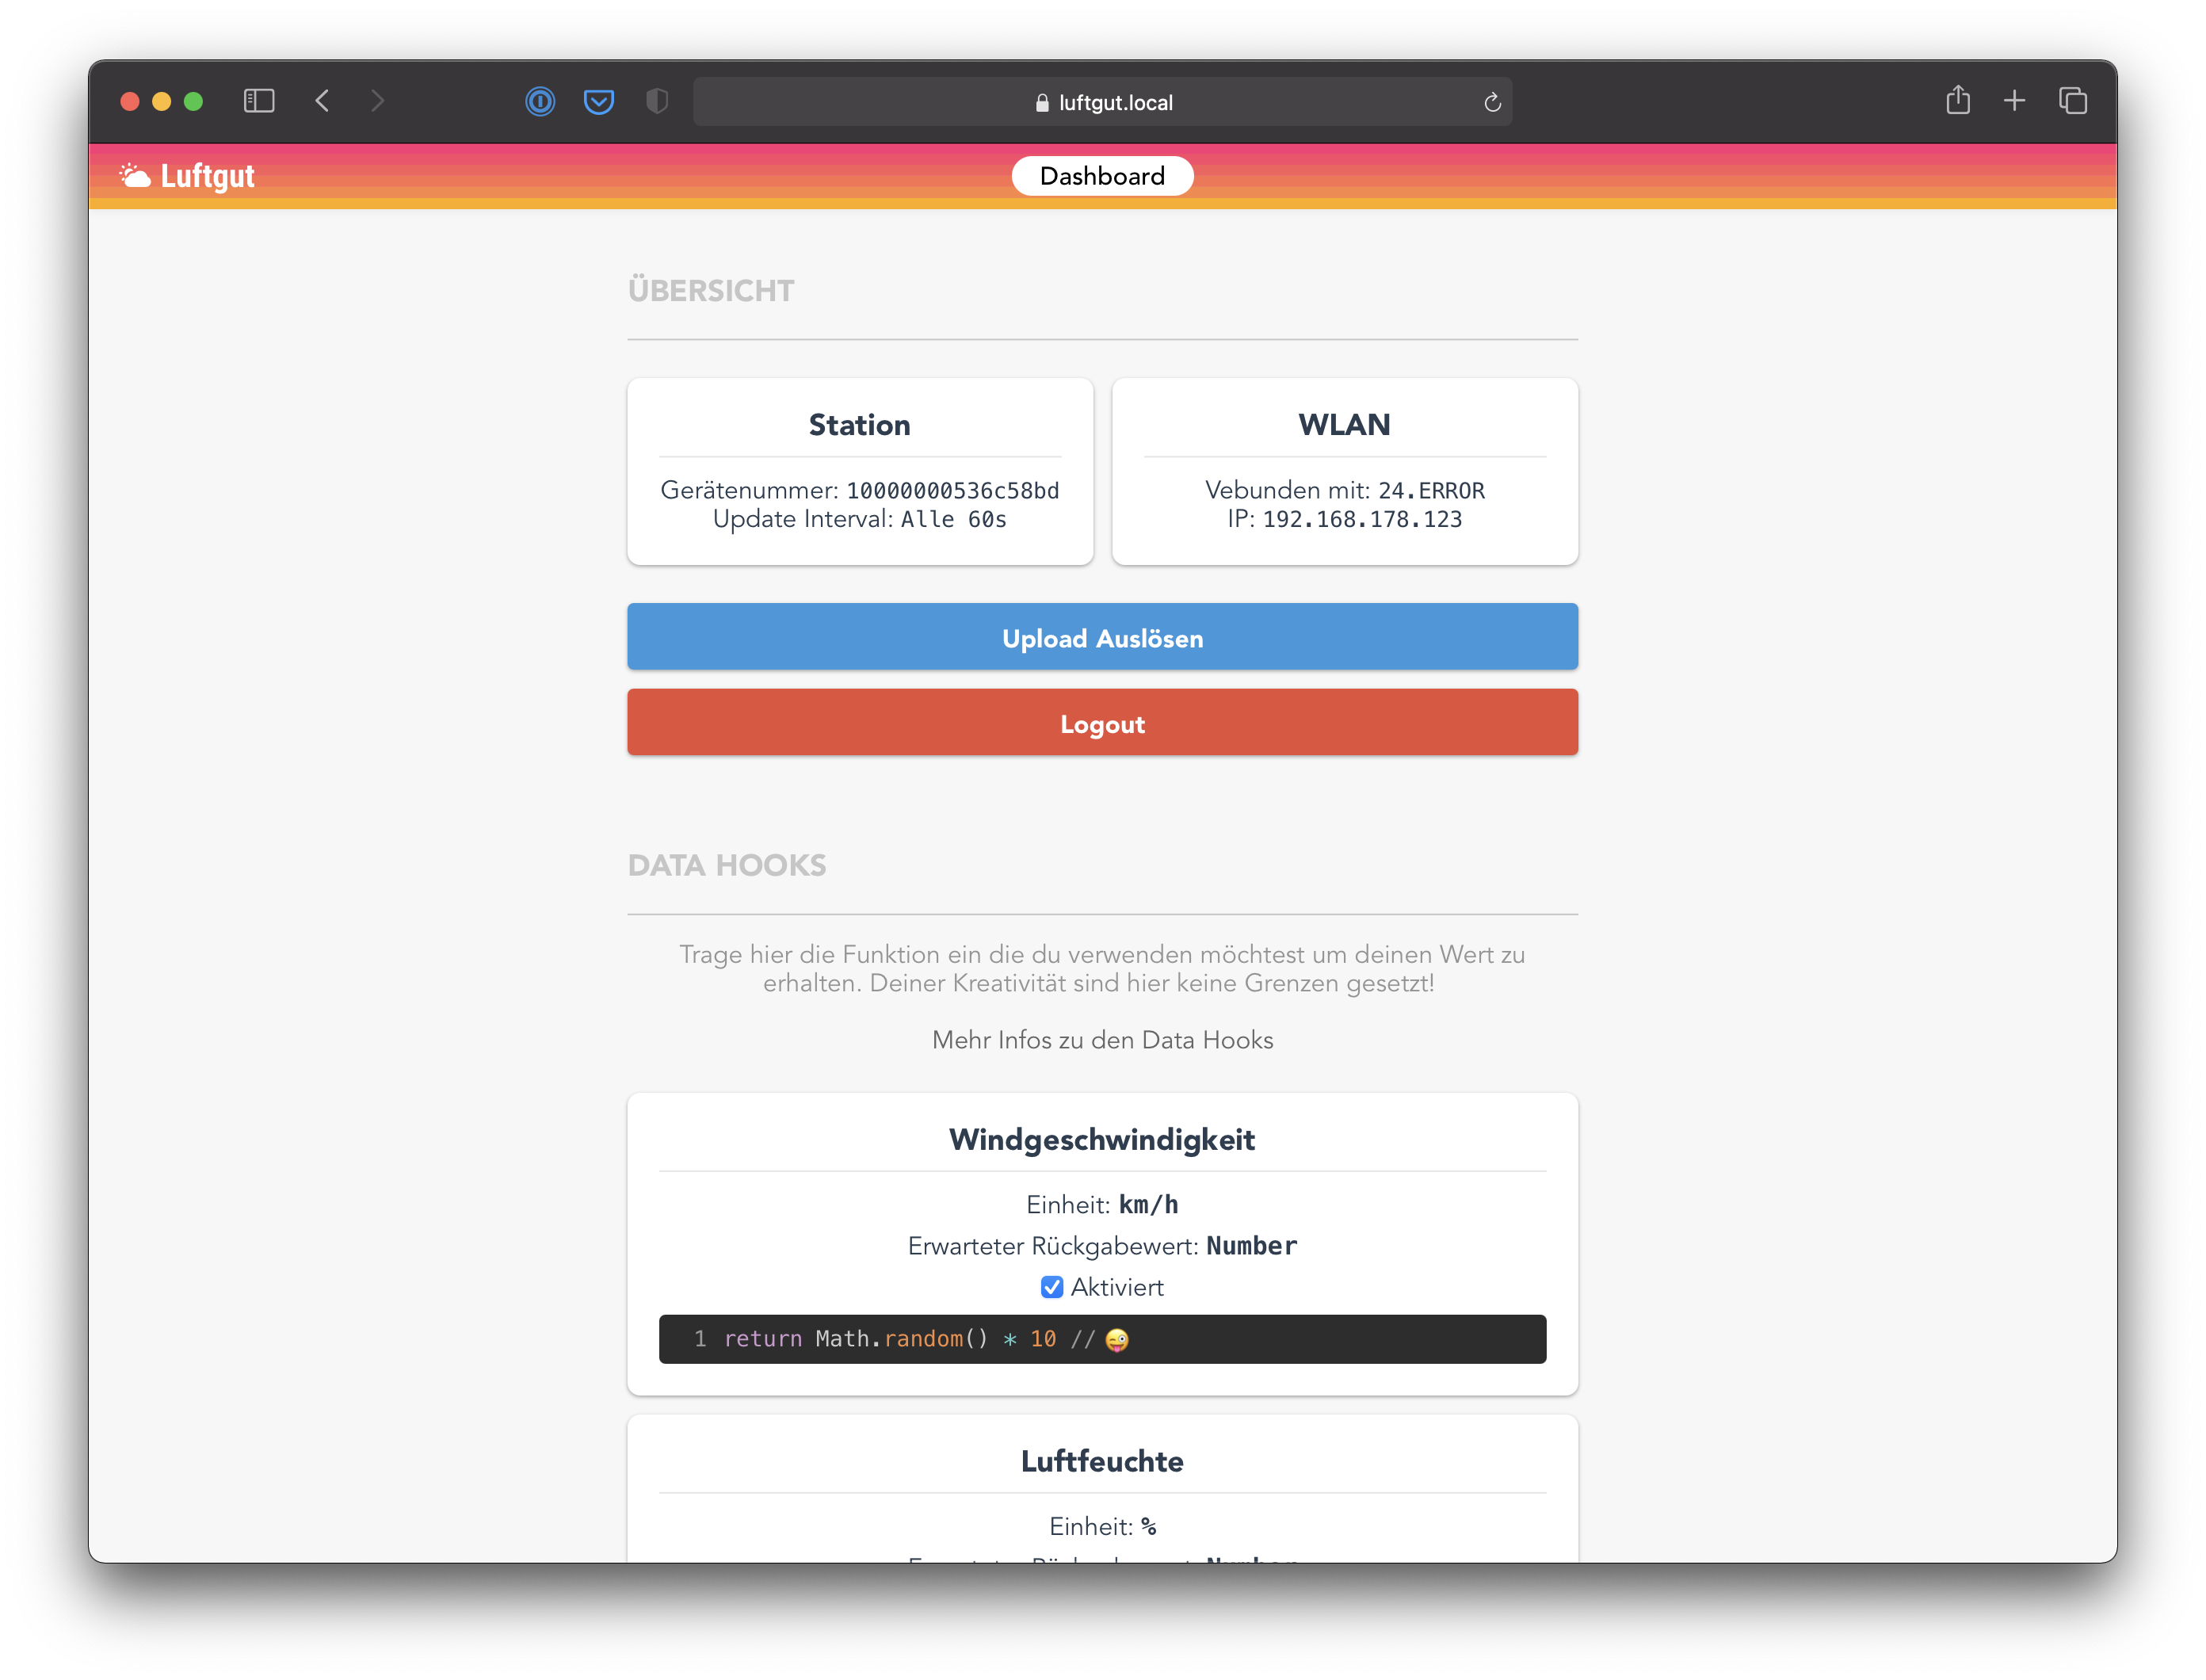 luftgut.local
Luftgut
Dashboard
ÜBERSICHT
Station
Gerätenummer: 10000000536c58bd
Update Interval: Alle 60s
WLAN
Vebunden mit: 24.ERROR
IP: 192.168.178.123
Upload Auslösen
Logout
DATA HOOKS
Trage hier die Funktion ein die du verwenden möchtest um deinen Wert zu
erhalten. Deiner Kreativität sind hier keine Grenzen gesetzt!
Mehr Infos zu den Data Hooks
Windgeschwindigkeit
Einheit: km/h
Erwarteter Rückgabewert: Number
Aktiviert
1 return Math.random() * 10 // 😜
Luftfeuchte
Einheit: %